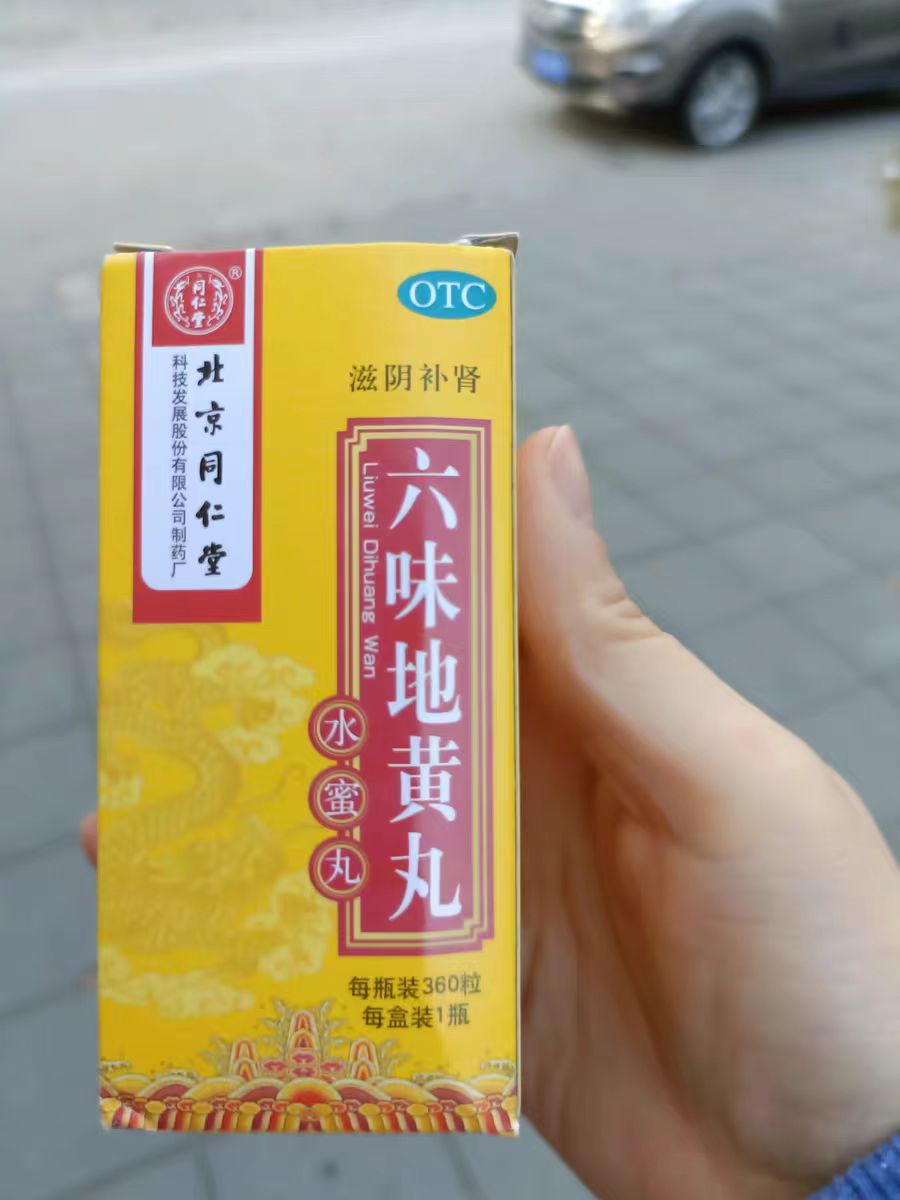 同仁堂
®
北京同仁堂
科技发展股份有限公司制药厂
OTC
滋阴补肾
六味地黄丸
Liuwei Dihuang Wan
水蜜丸
每瓶装360粒
每盒装1瓶